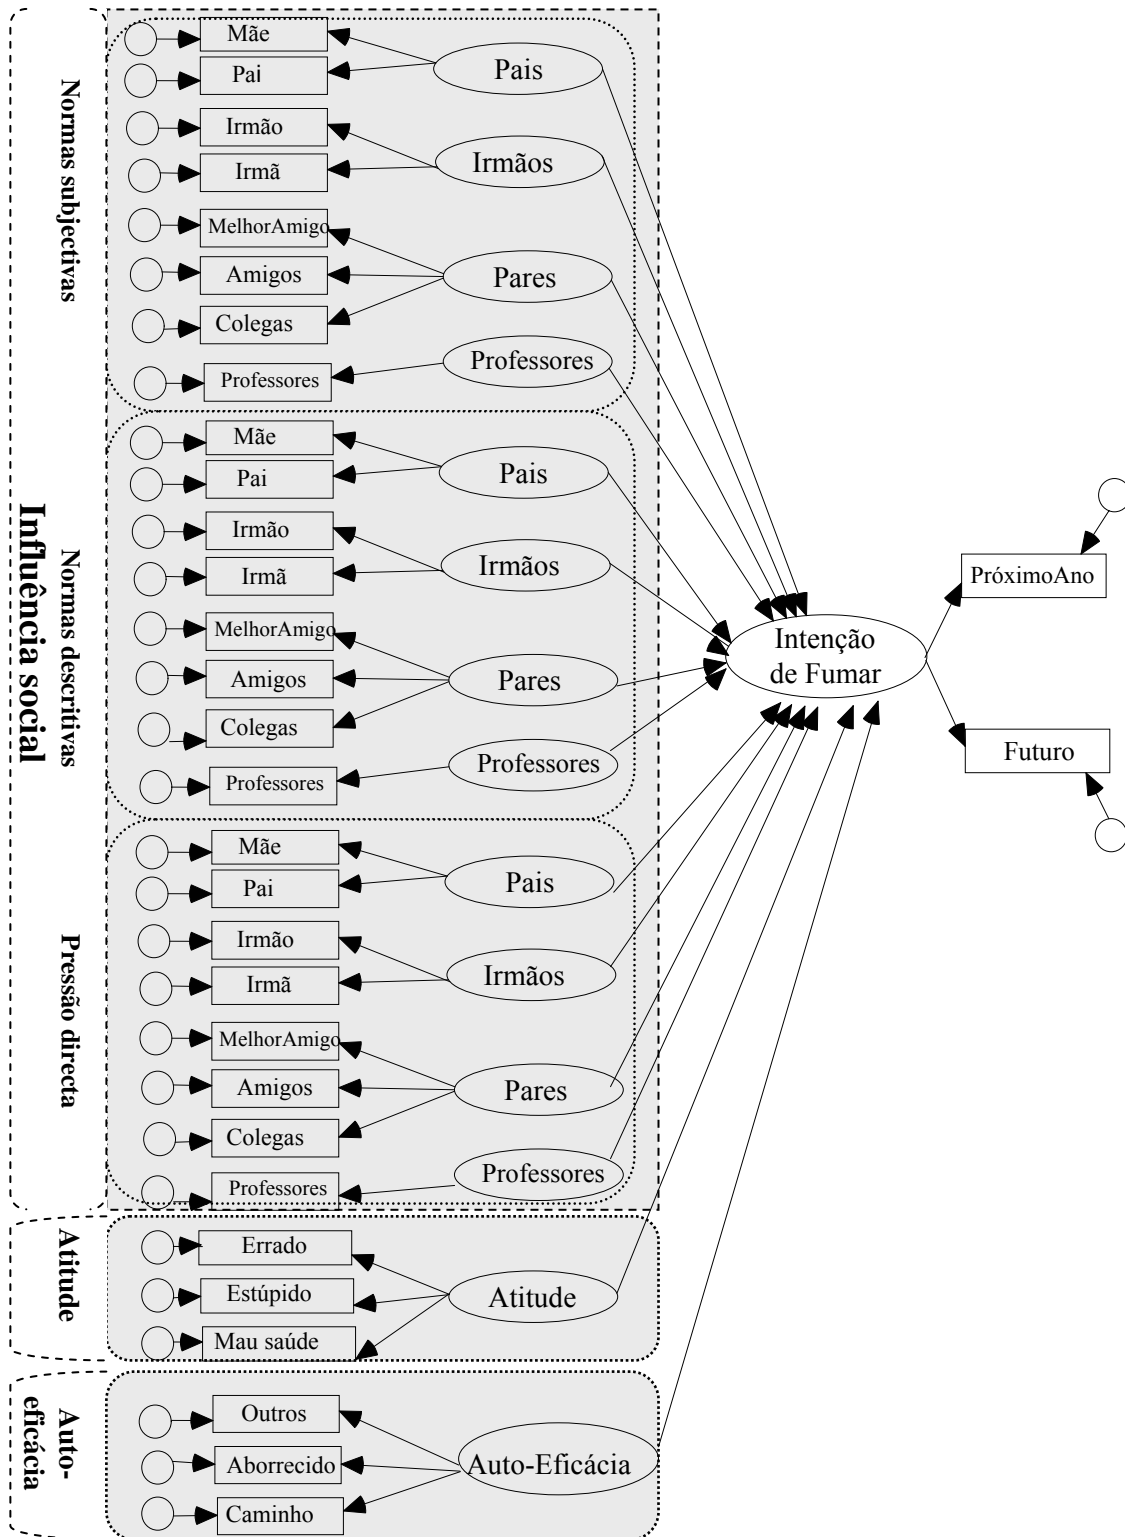 Influência social
Normas subjectivas
Mãe
Pai
Pais
Irmão
Irmã
Irmãos
MelhorAmigo
Amigos
Colegas
Pares
Professores
Professores
Normas descritivas
Mãe
Pai
Pais
Irmão
Irmã
Irmãos
MelhorAmigo
Amigos
Colegas
Pares
Professores
Professores
Pressão directa
Mãe
Pai
Pais
Irmão
Irmã
Irmãos
MelhorAmigo
Amigos
Colegas
Pares
Professores
Professores
Atitude
Errado
Estúpido
Mau saúde
Atitude
Auto-
eficácia
Outros
Aborrecido
Caminho
Auto-Eficácia
Intenção
de Fumar
PróximoAno
Futuro